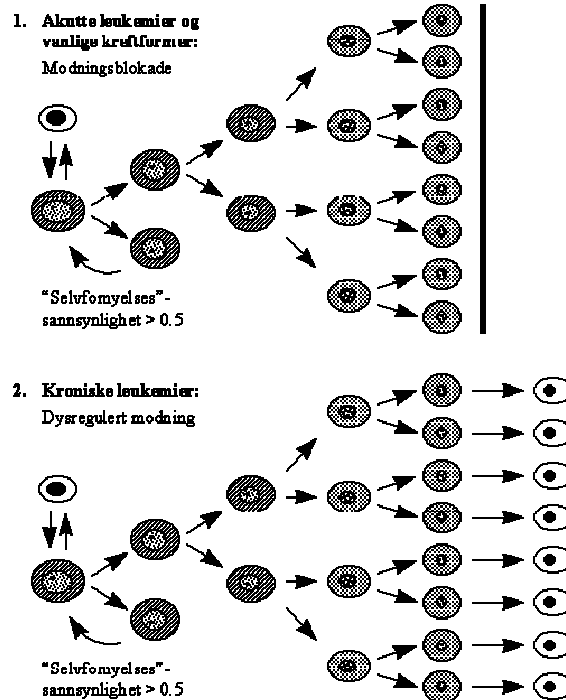 1. Akutte leukemier og
vanlige kreftformer:
Modningsblokade
"Selvfornyelses"-
sannsynlighet > 0.5
2. Kroniske leukemier:
Dysregulert modning
"Selvfornyelses"-
sannsynlighet > 0.5